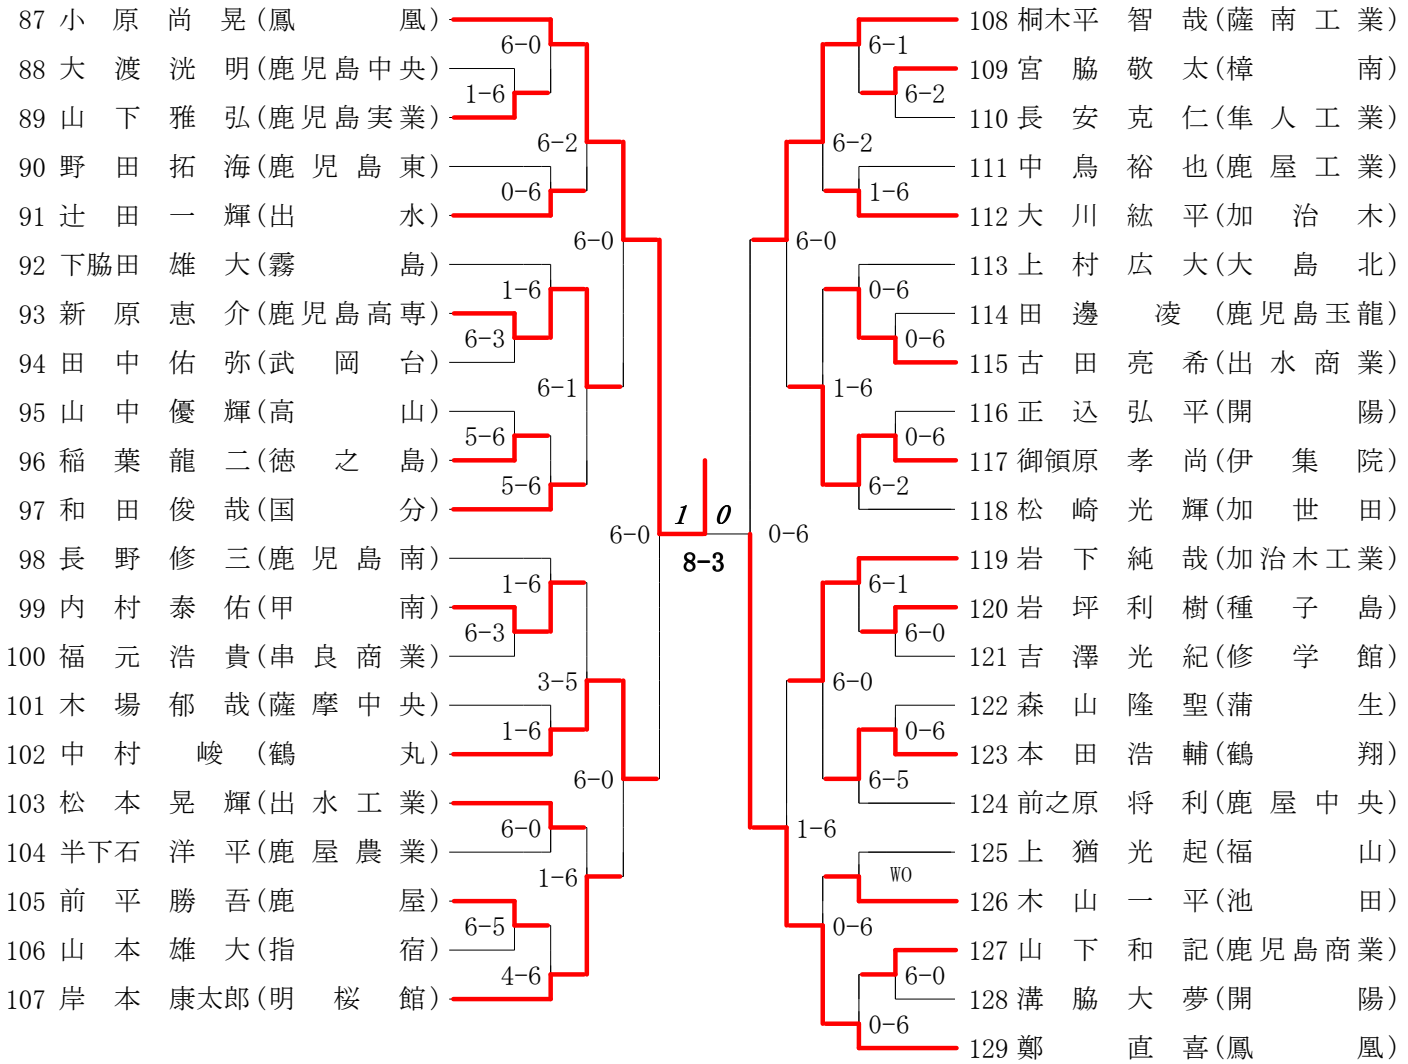 87 小原尚晃(鳳凰)
6-0
88 大渡洸明(鹿児島中央)
1-6
89 山下雅弘(鹿児島実業)
6-2
90 野田拓海(鹿児島東)
0-6
91 辻田一輝(出水)
6-0
92 下脇田雄大(霧島)
1-6
93 新原恵介(鹿児島高専)
6-3
94 田中佑弥(武岡台)
6-1
95 山中優輝(高山)
5-6
96 稲葉龍二(徳之島)
5-6
97 和田俊哉(国分)
6-0
98 長野修三(鹿児島南)
1-6
99 内村泰佑(甲南)
6-3
100 福元浩貴(串良商業)
3-5
101 木場郁哉(薩摩中央)
1-6
102 中村峻(鶴丸)
6-0
103 松本晃輝(出水工業)
6-0
104 半下石洋平(鹿屋農業)
1-6
105 前平勝吾(鹿屋)
6-5
106 山本雄大(指宿)
4-6
107 岸本康太郎(明桜館)
1 0
8-3
108 桐木平智哉(薩南工業)
6-1
109 宮脇敬太(樟南)
6-2
110 長安克仁(隼人工業)
6-2
111 中鳥裕也(鹿屋工業)
1-6
112 大川紘平(加治木)
6-0
113 上村広大(大島北)
0-6
114 田邊凌(鹿児島玉龍)
0-6
115 古田亮希(出水商業)
1-6
116 正込弘平(開陽)
0-6
117 御領原孝尚(伊集院)
6-2
118 松崎光輝(加世田)
0-6
119 岩下純哉(加治木工業)
6-1
120 岩坪利樹(種子島)
6-0
121 吉澤光紀(修学館)
6-0
122 森山隆聖(蒲生)
0-6
123 本田浩輔(鶴翔)
6-5
124 前之原将利(鹿屋中央)
1-6
125 上猶光起(福山)
WO
126 木山一平(池田)
0-6
127 山下和記(鹿児島商業)
6-0
128 溝脇大夢(開陽)
0-6
129 鄭直喜(鳳凰)